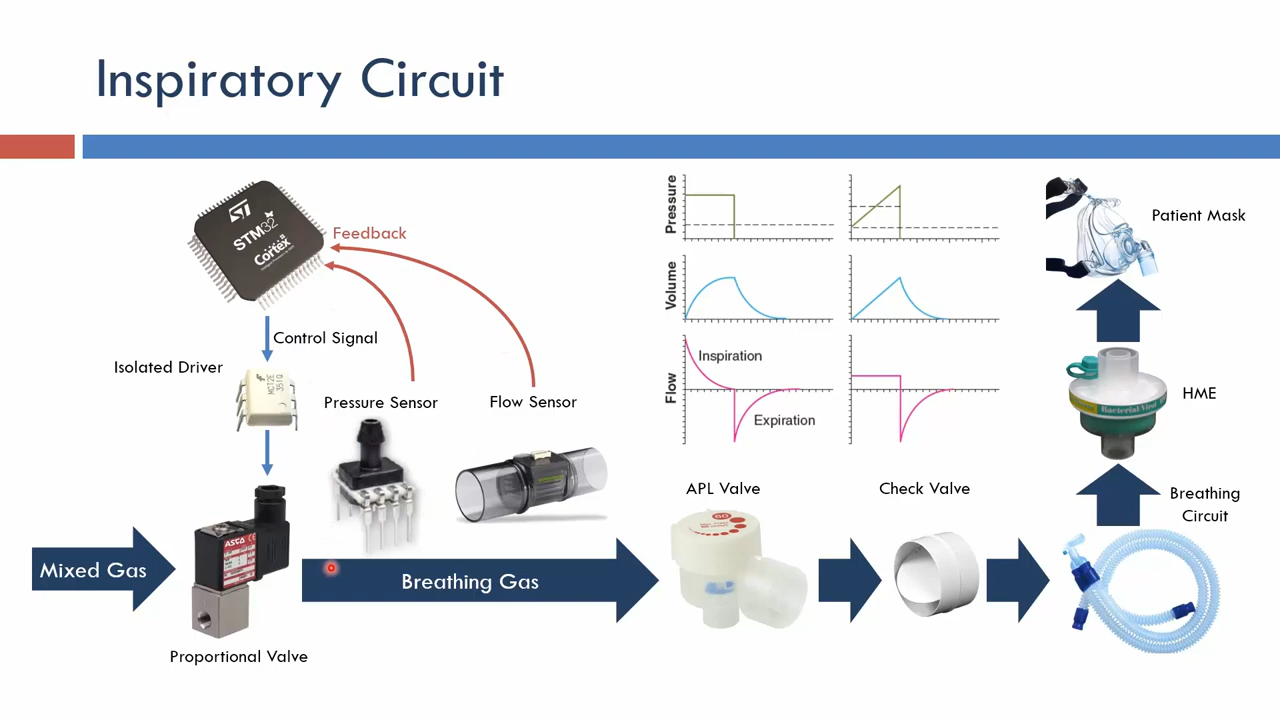 Inspiratory Circuit
ST
STM32
Cortex
Feedback
Control Signal
Isolated Driver
Pressure Sensor
Flow Sensor
Mixed Gas
ASCO
Breathing Gas
Proportional Valve
Pressure
Volume
Flow
Inspiration
Expiration
APL Valve
Check Valve
Patient Mask
HME
Bacterial Viral
Breathing
Circuit